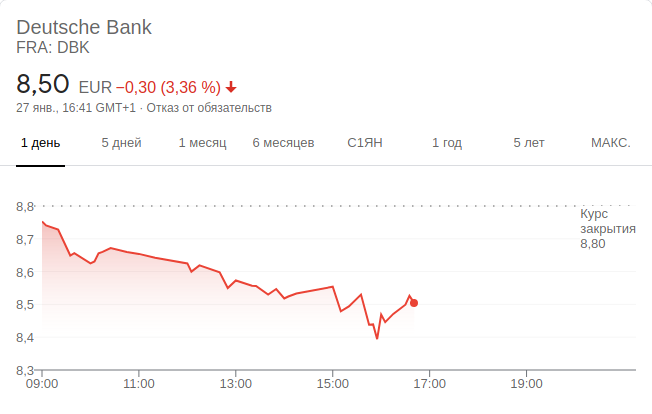 Deutsche Bank
FRA: DBK
8,50 EUR −0,30 (3,36 %)
27 янв., 16:41 GMT+1 · Отказ от обязательств
1 день 5 дней 1 месяц 6 месяцев С1ЯН 1 год 5 лет МАКС.
8,8
Курс
закрытия
8,80
8,7
8,6
8,5
8,4
8,3
09:00 11:00 13:00 15:00 17:00 19:00